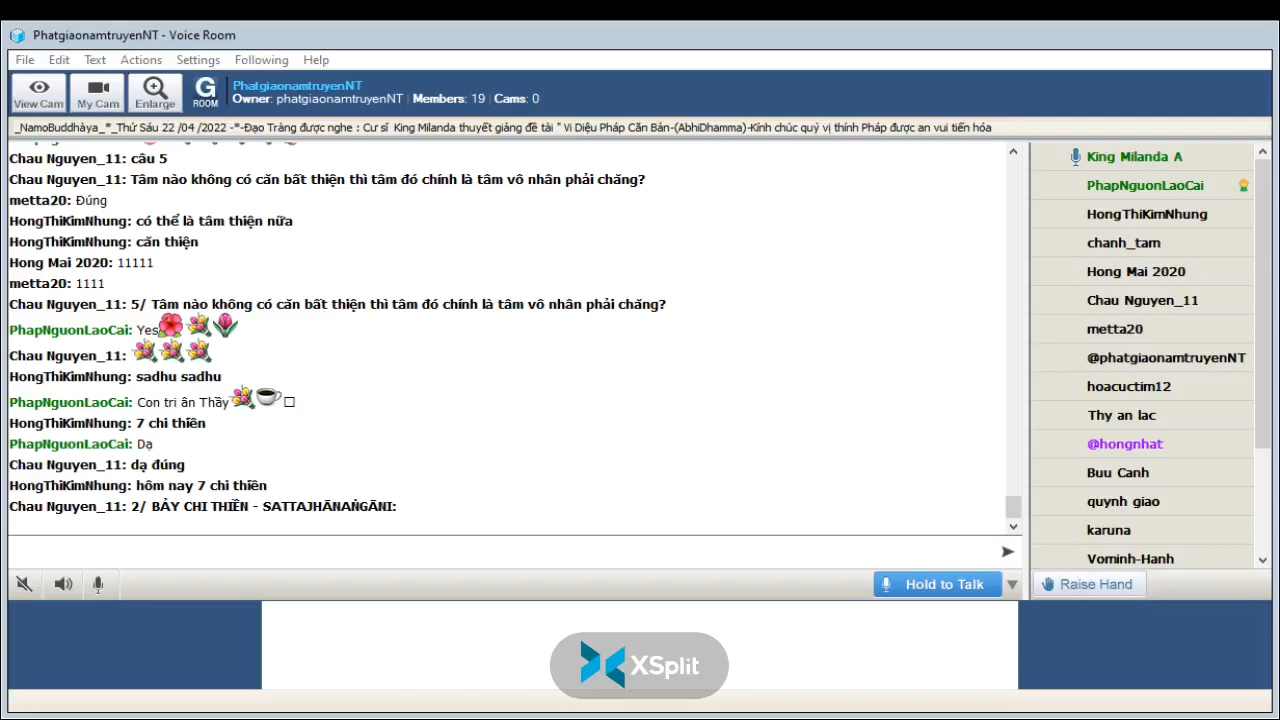 PhatgiaonamtruyenNT - Voice Room
File Edit Text Actions Settings Following Help
View Cam My Cam Enlarge G ROOM
PhatgiaonamtruyenNT
Owner: phatgiaonamtruyenNT | Members: 19 | Cams: 0
_NamoBuddhàya_*_Thứ Sáu 22 /04 /2022 -*-Đạo Tràng được nghe : Cư sĩ King Milanda thuyết giảng đề tài " Vi Diệu Pháp Căn Bản-(AbhiDhamma)-Kính chúc quý vị thính Pháp được an vui tiến hóa
Chau Nguyen_11: câu 5
Chau Nguyen_11: Tâm nào không có căn bất thiện thì tâm đó chính là tâm vô nhân phải chăng?
metta20: Đúng
HongThiKimNhung: có thể là tâm thiện nữa
HongThiKimNhung: căn thiện
Hong Mai 2020: 11111
metta20: 1111
Chau Nguyen_11: 5/ Tâm nào không có căn bất thiện thì tâm đó chính là tâm vô nhân phải chăng?
PhapNguonLaoCai: Yes
Chau Nguyen_11:
HongThiKimNhung: sadhu sadhu
PhapNguonLaoCai: Con tri ân Thầy
HongThiKimNhung: 7 chi thiền
PhapNguonLaoCai: Dạ
Chau Nguyen_11: dạ đúng
HongThiKimNhung: hôm nay 7 chi thiền
Chau Nguyen_11: 2/ BẢY CHI THIỀN - SATTAJHĀNAṄGĀNI:
King Milanda A
PhapNguonLaoCai
HongThiKimNhung
chanh_tam
Hong Mai 2020
Chau Nguyen_11
metta20
@phatgiaonamtruyenNT
hoacuctim12
Thy an lac
@hongnhat
Buu Canh
quynh giao
karuna
Vominh-Hanh
Hold to Talk
Raise Hand
XSplit